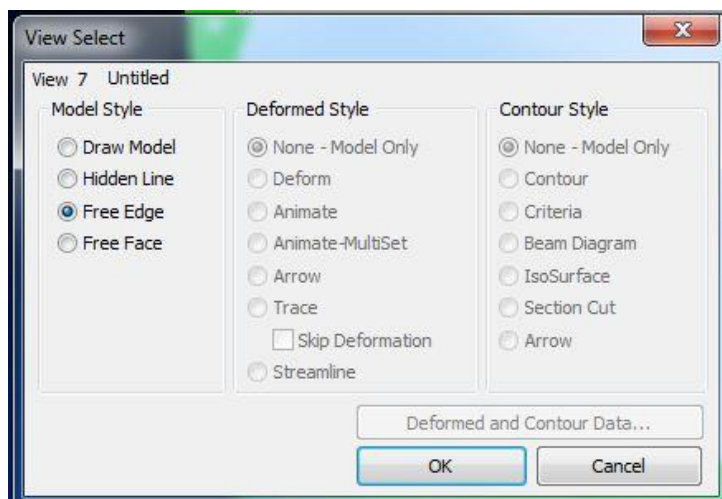 View Select
View 7 Untitled
Model Style
Draw Model
Hidden Line
Free Edge
Free Face
Deformed Style
None - Model Only
Deform
Animate
Animate-MultiSet
Arrow
Trace
Skip Deformation
Streamline
Contour Style
None - Model Only
Contour
Criteria
Beam Diagram
IsoSurface
Section Cut
Arrow
Deformed and Contour Data...
OK
Cancel